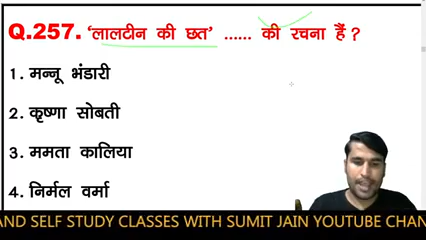 Q.257. 'लालटीन की छत' ...... की रचना हैं ?
1. मन्नू भंडारी
2. कृष्णा सोबती
3. ममता कालिया
4. निर्मल वर्मा
AND SELF STUDY CLASSES WITH SUMIT JAIN YOUTUBE CHAN